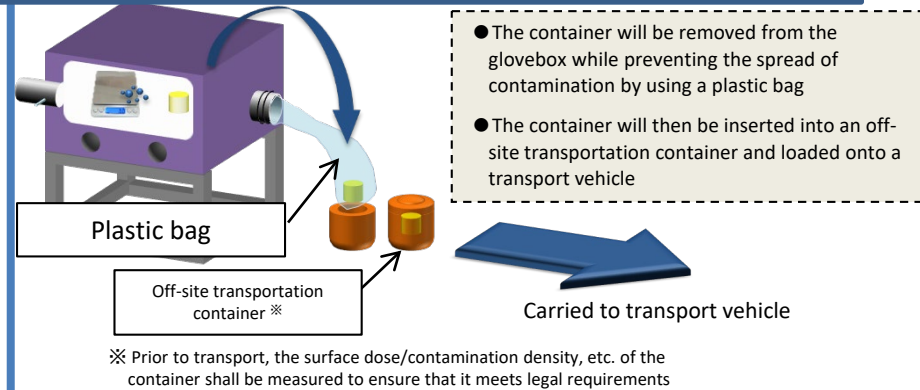 ● The container will be removed from the
glovebox while preventing the spread of
contamination by using a plastic bag
● The container will then be inserted into an off-
site transportation container and loaded onto a
transport vehicle
Plastic bag
Off-site transportation
container ※
Carried to transport vehicle
※ Prior to transport, the surface dose/contamination density, etc. of the
container shall be measured to ensure that it meets legal requirements